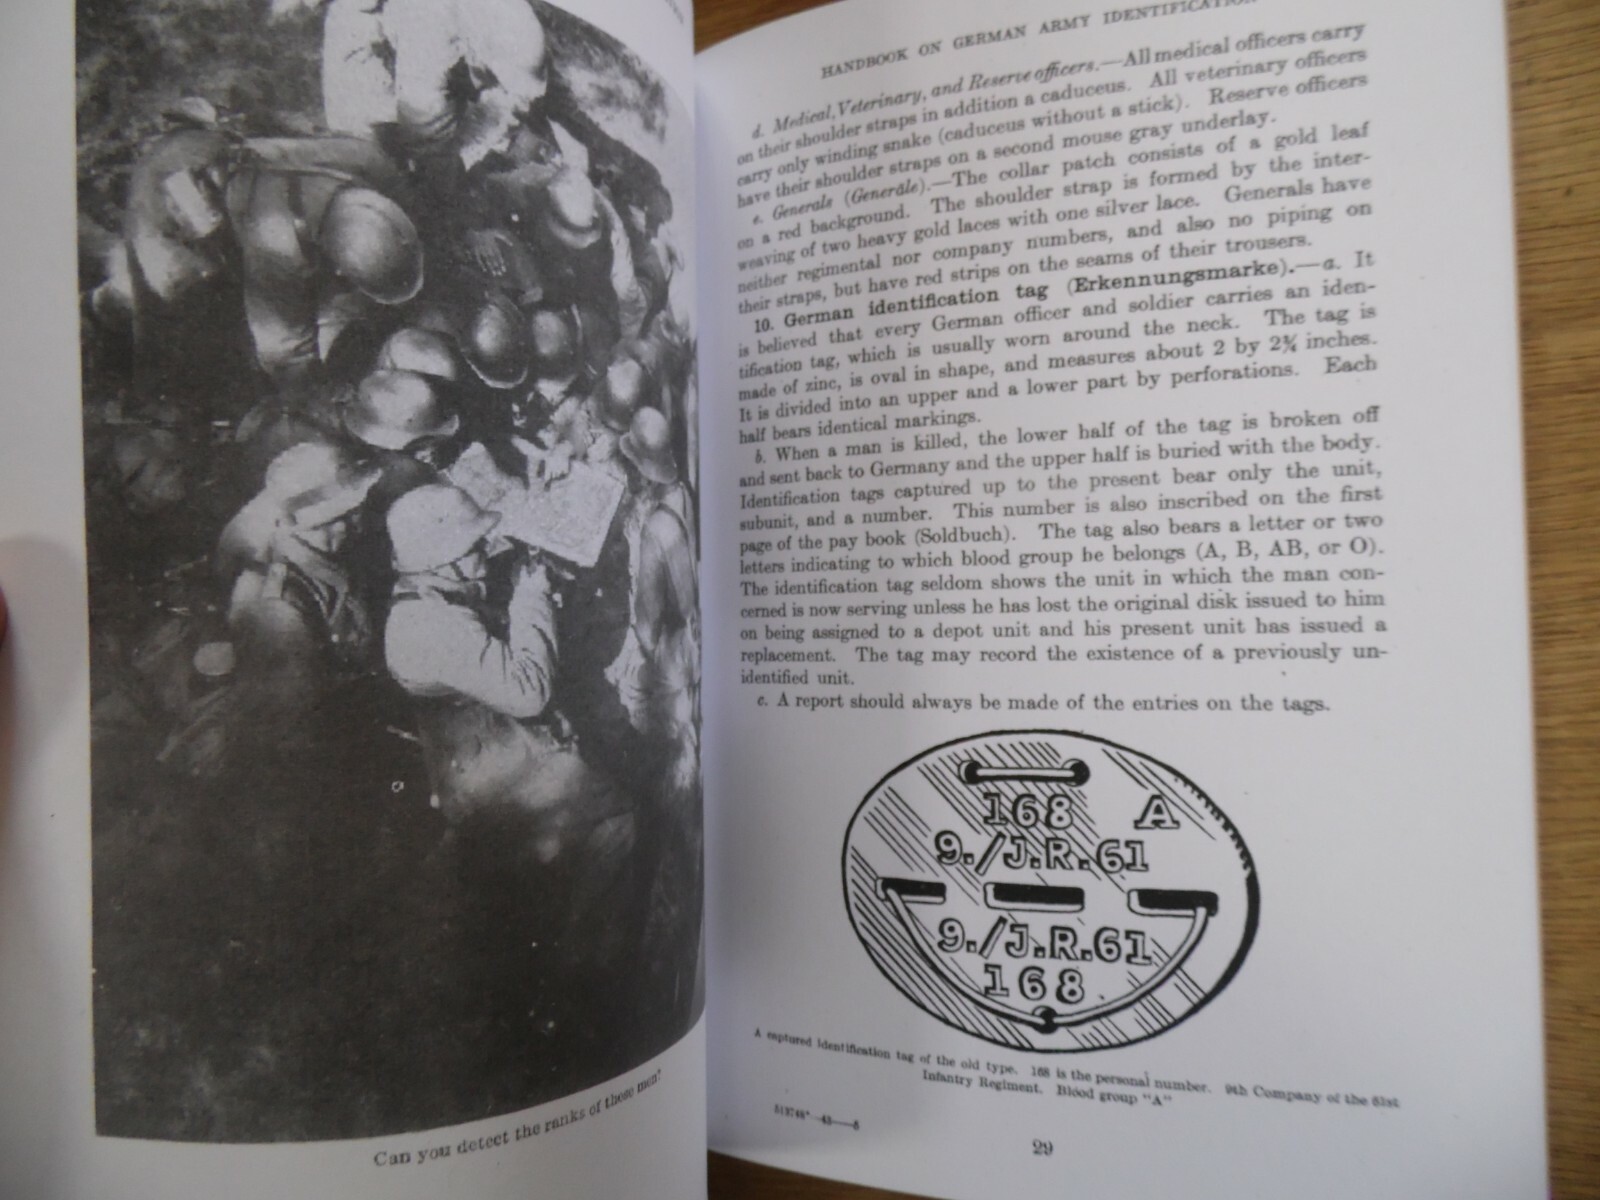 Can you detect the ranks of these men?
HANDBOOK ON GERMAN ARMY IDENTIFICATION
d. Medical, Veterinary, and Reserve officers.—All medical officers carry
on their shoulder straps in addition a caduceus. All veterinary officers
carry only winding snake (caduceus without a stick). Reserve officers
have their shoulder straps on a second mouse gray underlay.
e. Generals (Generäle).—The collar patch consists of a gold leaf
on a red background. The shoulder strap is formed by the inter-
weaving of two heavy gold laces with one silver lace. Generals have
neither regimental nor company numbers, and also no piping on
their straps, but have red strips on the seams of their trousers.
10. German identification tag (Erkennungsmarke).—a. It
is believed that every German officer and soldier carries an iden-
tification tag, which is usually worn around the neck. The tag is
made of zinc, is oval in shape, and measures about 2 by 2¾ inches.
It is divided into an upper and a lower part by perforations. Each
half bears identical markings.
b. When a man is killed, the lower half of the tag is broken off
and sent back to Germany and the upper half is buried with the body.
Identification tags captured up to the present bear only the unit,
subunit, and a number. This number is also inscribed on the first
page of the pay book (Soldbuch). The tag also bears a letter or two
letters indicating to which blood group he belongs (A, B, AB, or O).
The identification tag seldom shows the unit in which the man con-
cerned is now serving unless he has lost the original disk issued to him
on being assigned to a depot unit and his present unit has issued a
replacement. The tag may record the existence of a previously un-
identified unit.
c. A report should always be made of the entries on the tags.
168 A
9./J.R.61
9./J.R.61
168
A captured identification tag of the old type. 168 is the personal number. 9th Company of the 61st
Infantry Regiment. Blood group "A"
29